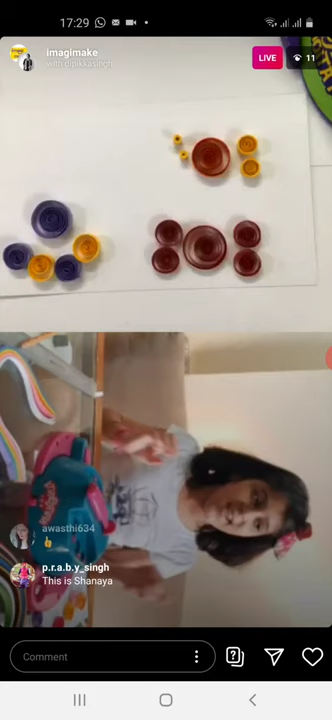 17:29
imagimake
with dipikkasingh
LIVE
11
awasthi634
p.r.a.b.y_singh
This is Shanaya
Comment